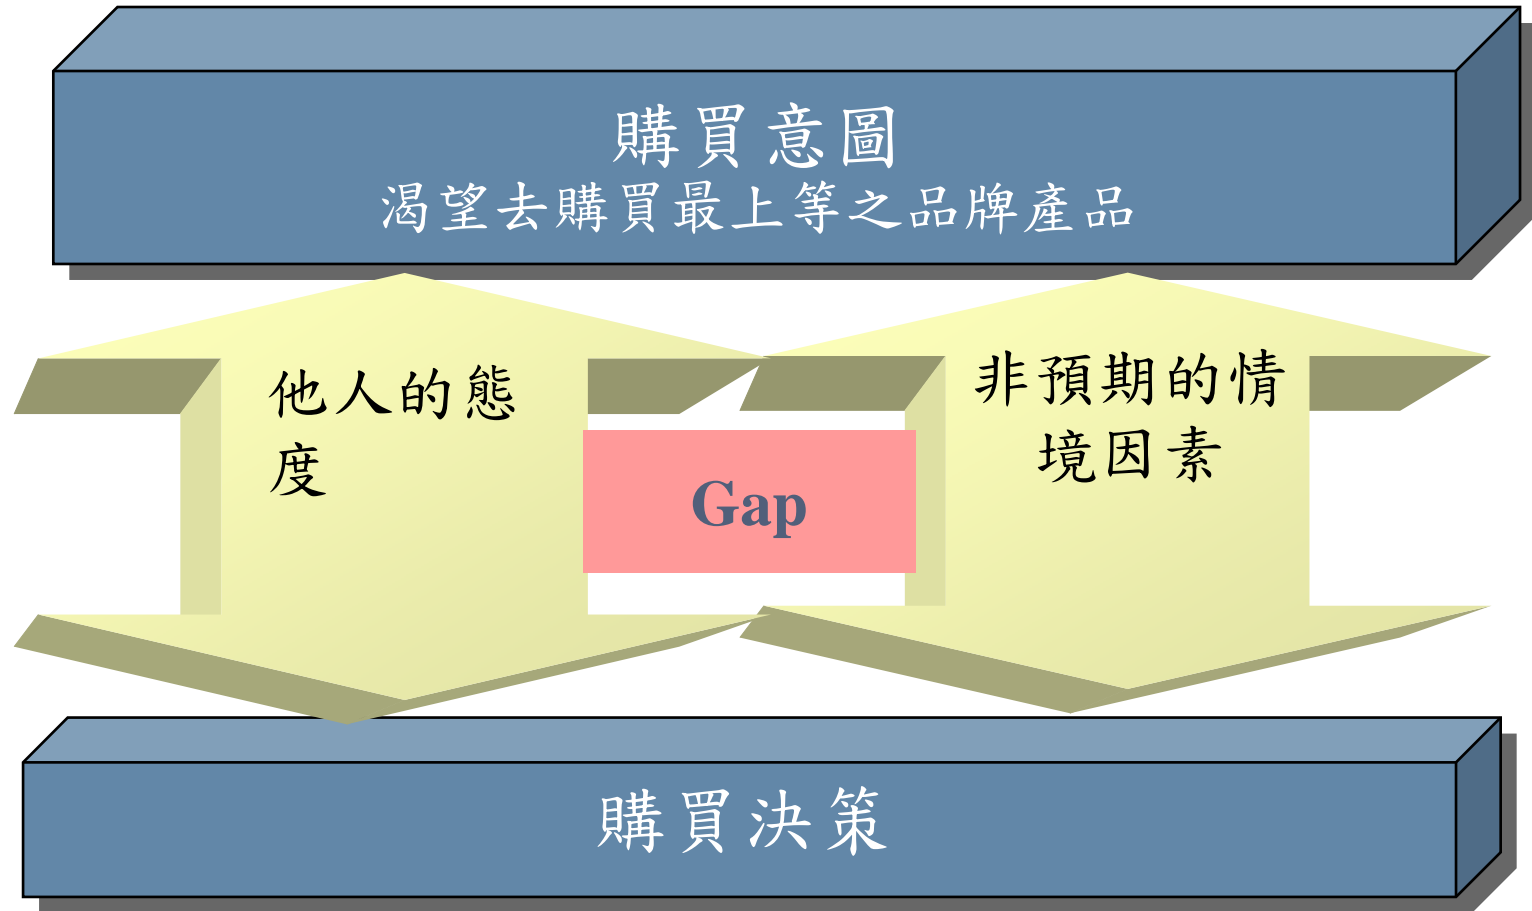 購買意圖
渴望去購買最上等之品牌產品
他人的態
度
非預期的情
境因素
Gap
購買決策